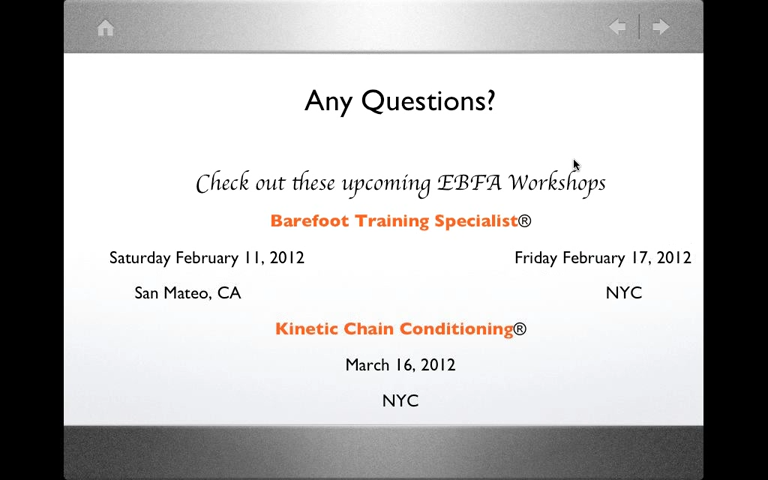 Any Questions?
Check out these upcoming EBFA Workshops
Barefoot Training Specialist®
Saturday February 11, 2012 Friday February 17, 2012
San Mateo, CA NYC
Kinetic Chain Conditioning®
March 16, 2012
NYC